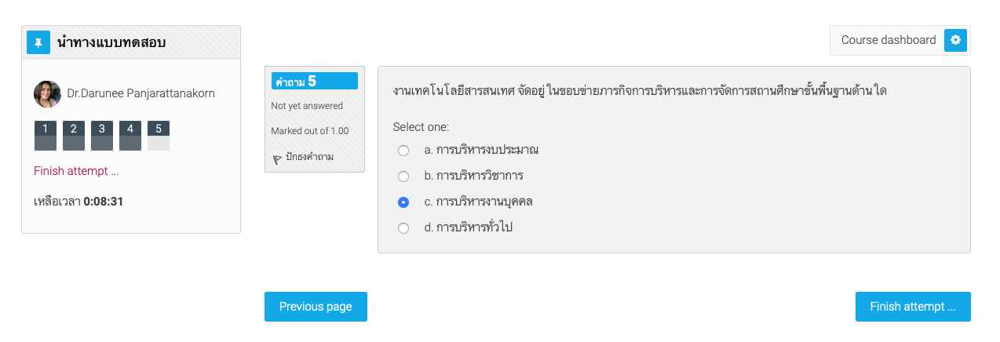 นำทางแบบทดสอบ
Dr.Darunee Panjarattanakorn
1 2 3 4 5
Finish attempt ...
เหลือเวลา 0:08:31
Course dashboard
คำถาม 5
Not yet answered
Marked out of 1.00
ปักธงคำถาม
งานเทคโนโลยีสารสนเทศ จัดอยู่ ในขอบข่ายภารกิจการบริหารและการจัดการสถานศึกษาขั้นพื้นฐานด้าน ใด
Select one:
a. การบริหารงบประมาณ
b. การบริหารวิชาการ
c. การบริหารงานบุคคล
d. การบริหารทั่วไป
Previous page
Finish attempt ...